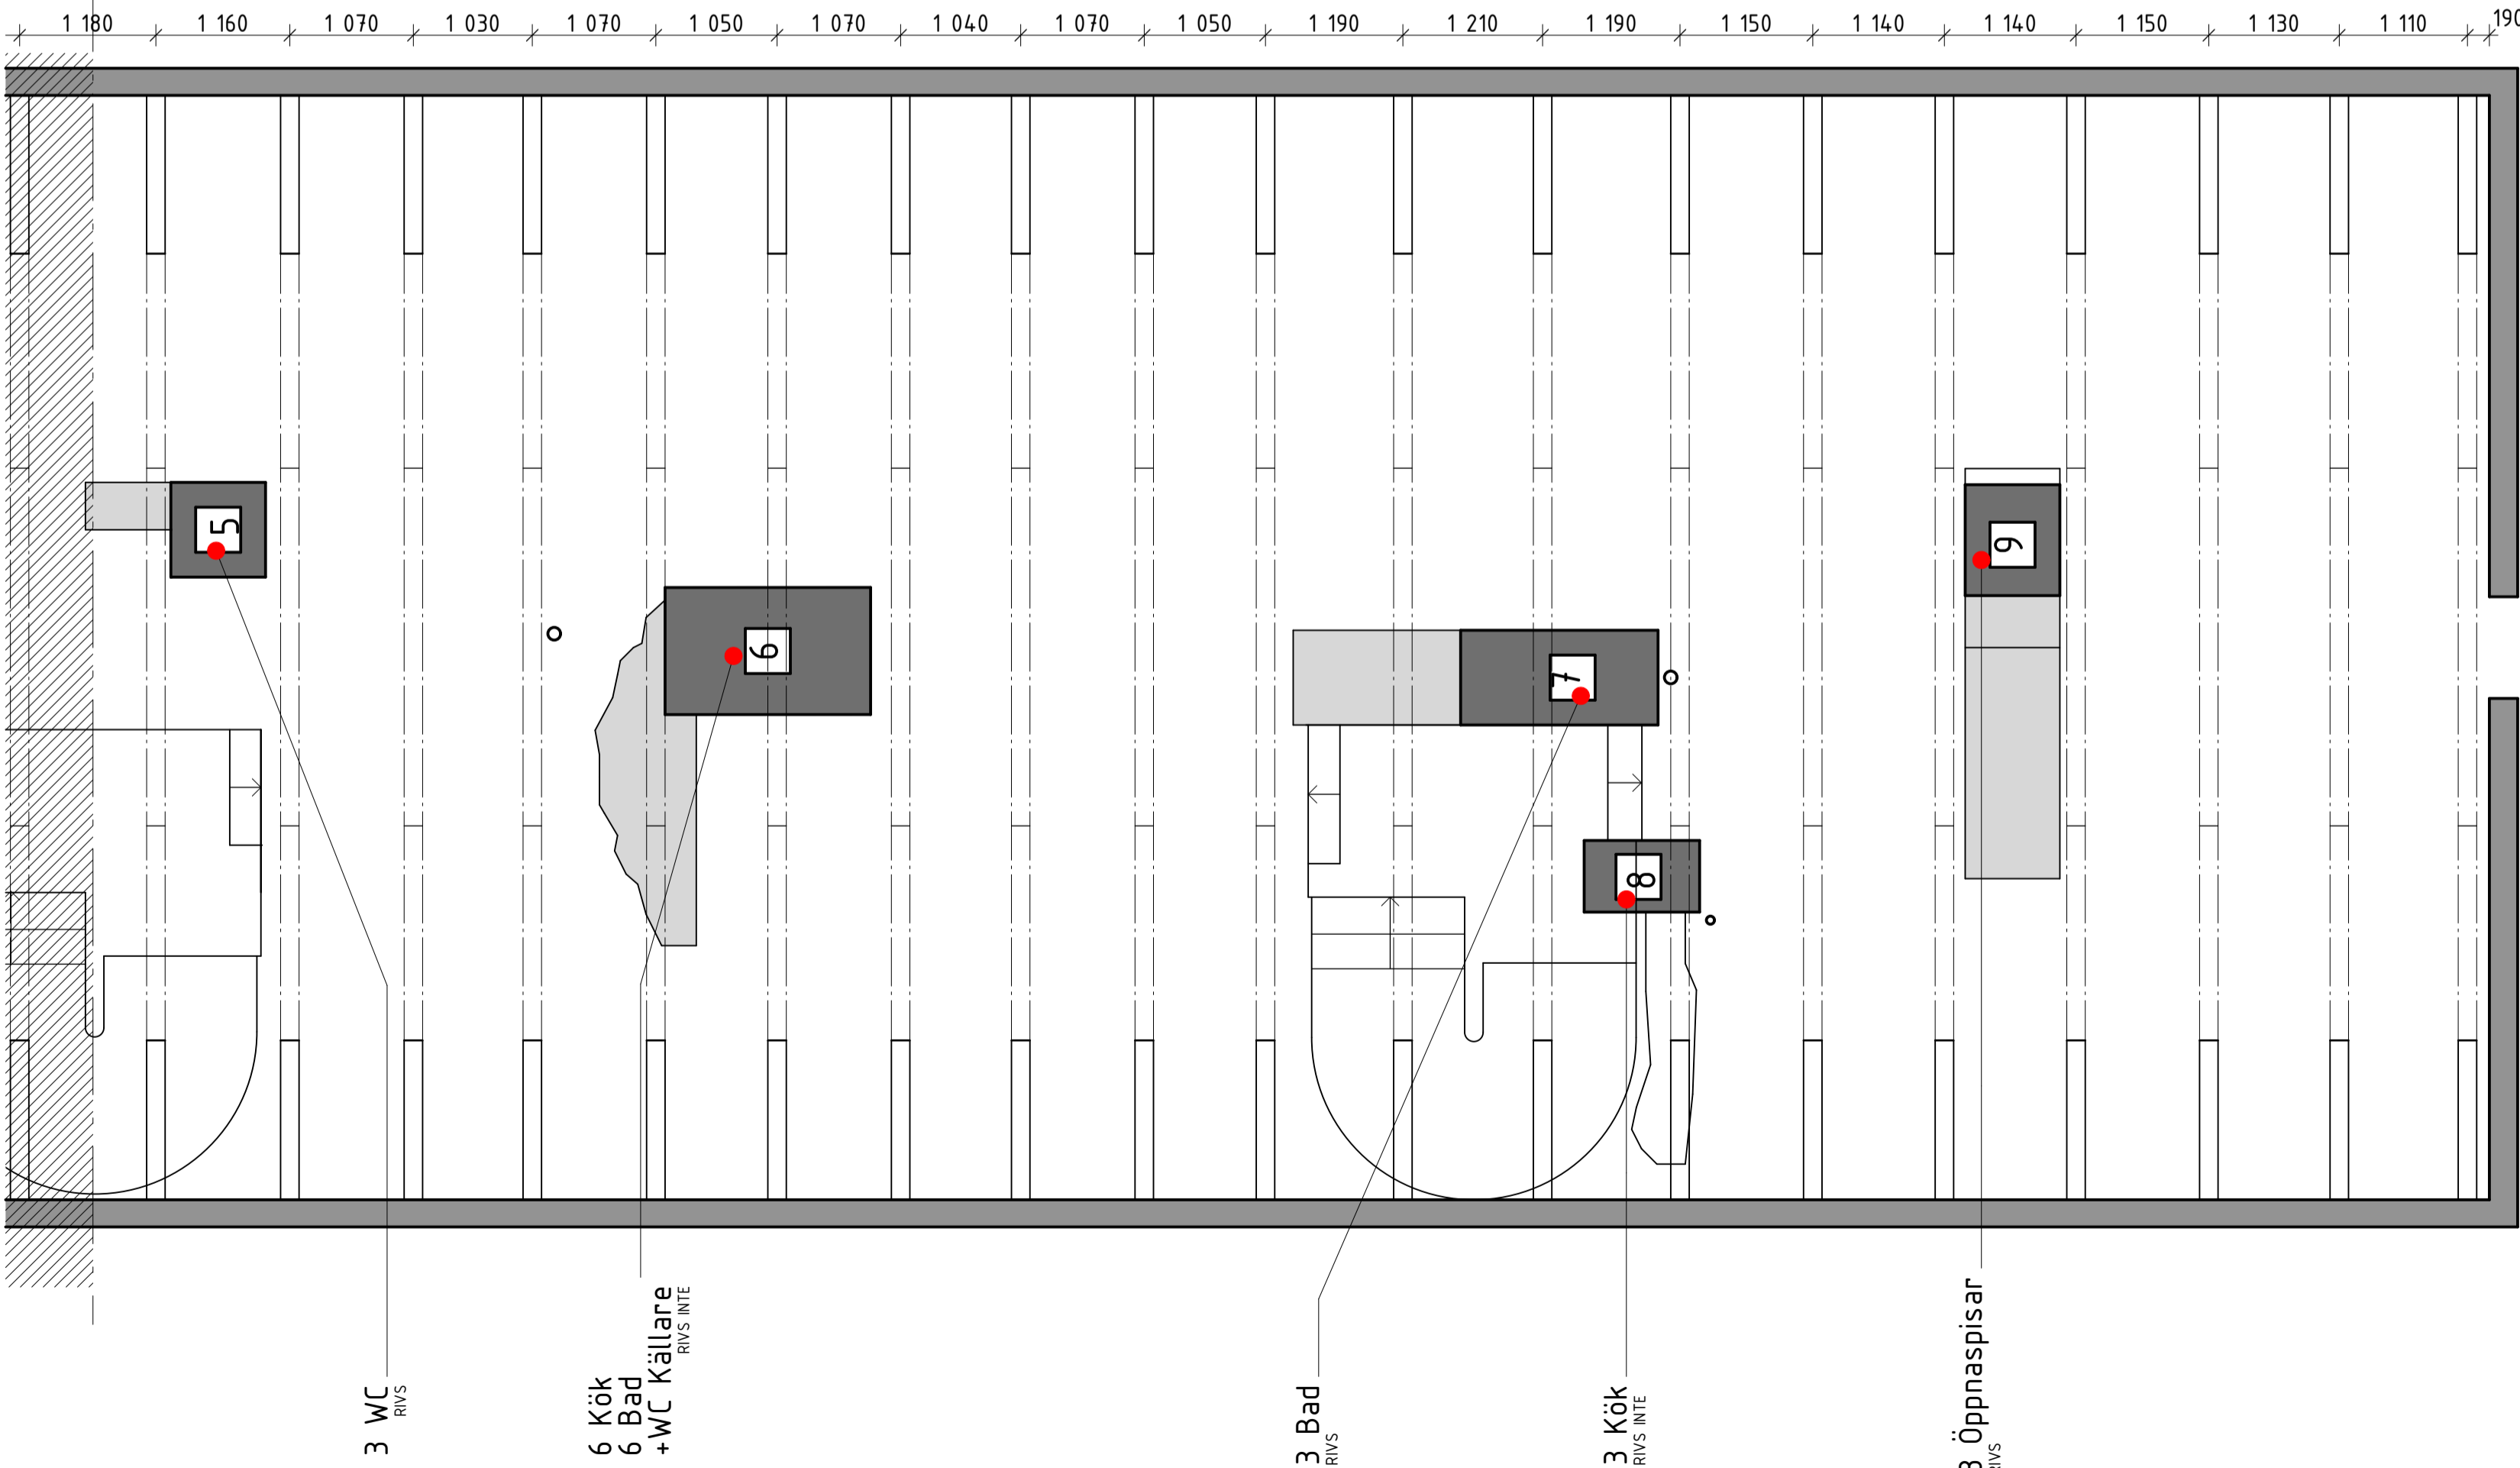 1 180 1 160 1 070 1 030 1 070 1 050 1 070 1 040 1 070 1 050 1 190 1 210 1 190 1 150 1 140 1 140 1 150 1 130 1 110 190
5
6
7
8
9
3 WC
RIVS
6 Kök
6 Bad
+WC Källare
RIVS INTE
3 Bad
RIVS
3 Kök
RIVS INTE
3 Öppnaspisar
RIVS